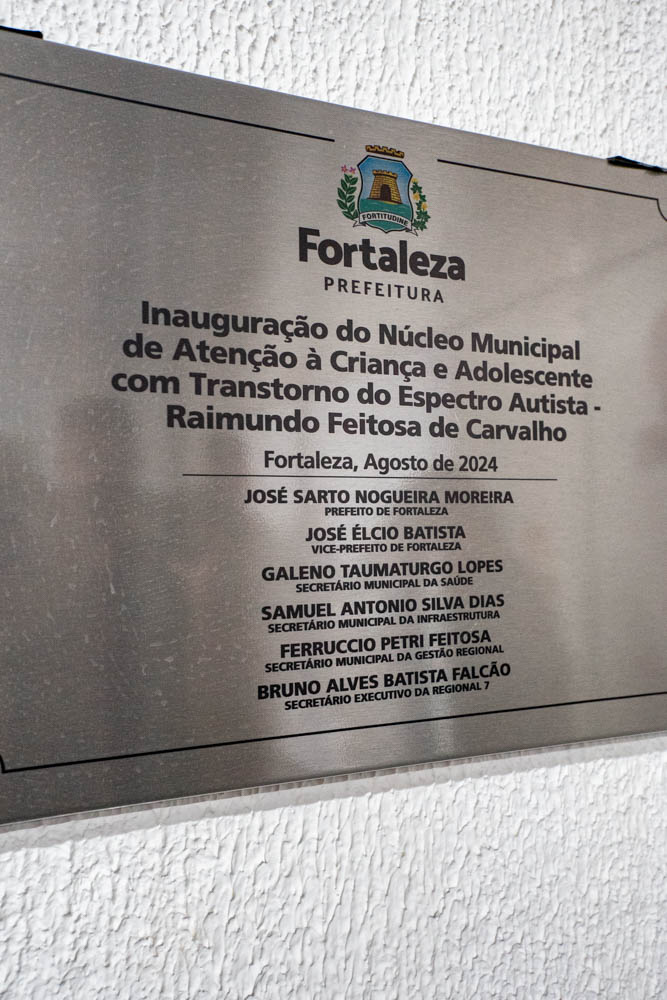 FORTITUDINE
Fortaleza
PREFEITURA
Inauguração do Núcleo Municipal
de Atenção à Criança e Adolescente
com Transtorno do Espectro Autista -
Raimundo Feitosa de Carvalho
Fortaleza, Agosto de 2024
JOSÉ SARTO NOGUEIRA MOREIRA
PREFEITO DE FORTALEZA
JOSÉ ÉLCIO BATISTA
VICE-PREFEITO DE FORTALEZA
GALENO TAUMATURGO LOPES
SECRETÁRIO MUNICIPAL DA SAÚDE
SAMUEL ANTONIO SILVA DIAS
SECRETÁRIO MUNICIPAL DA INFRAESTRUTURA
FERRUCCIO PETRI FEITOSA
SECRETÁRIO MUNICIPAL DA GESTÃO REGIONAL
BRUNO ALVES BATISTA FALCÃO
SECRETÁRIO EXECUTIVO DA REGIONAL 7